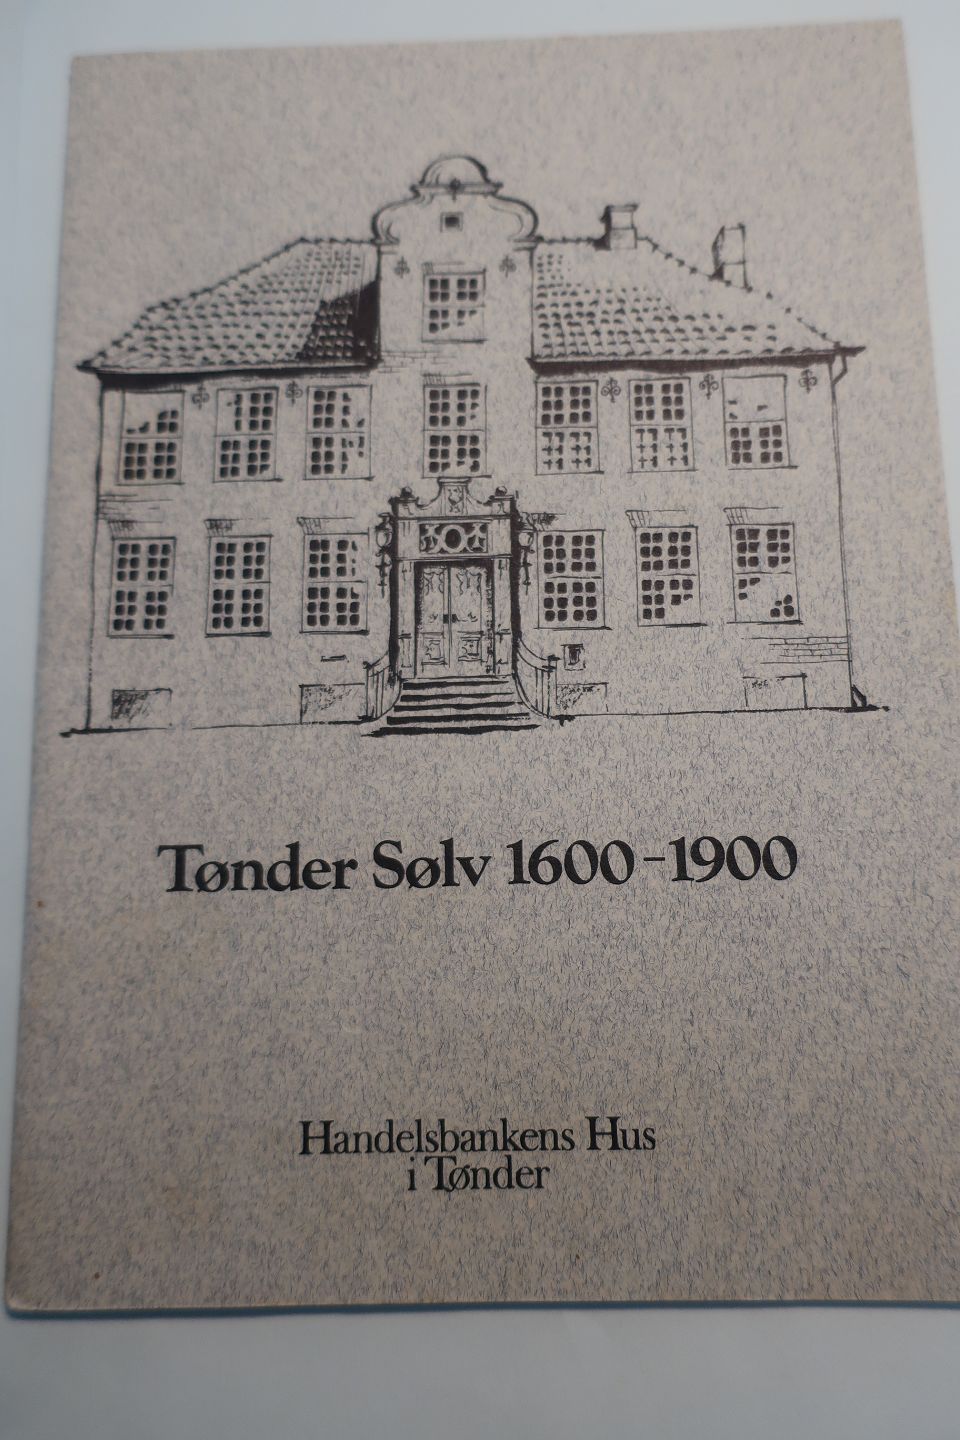 Tønder Sølv 1600-1900
Handelsbankens Hus
i Tønder